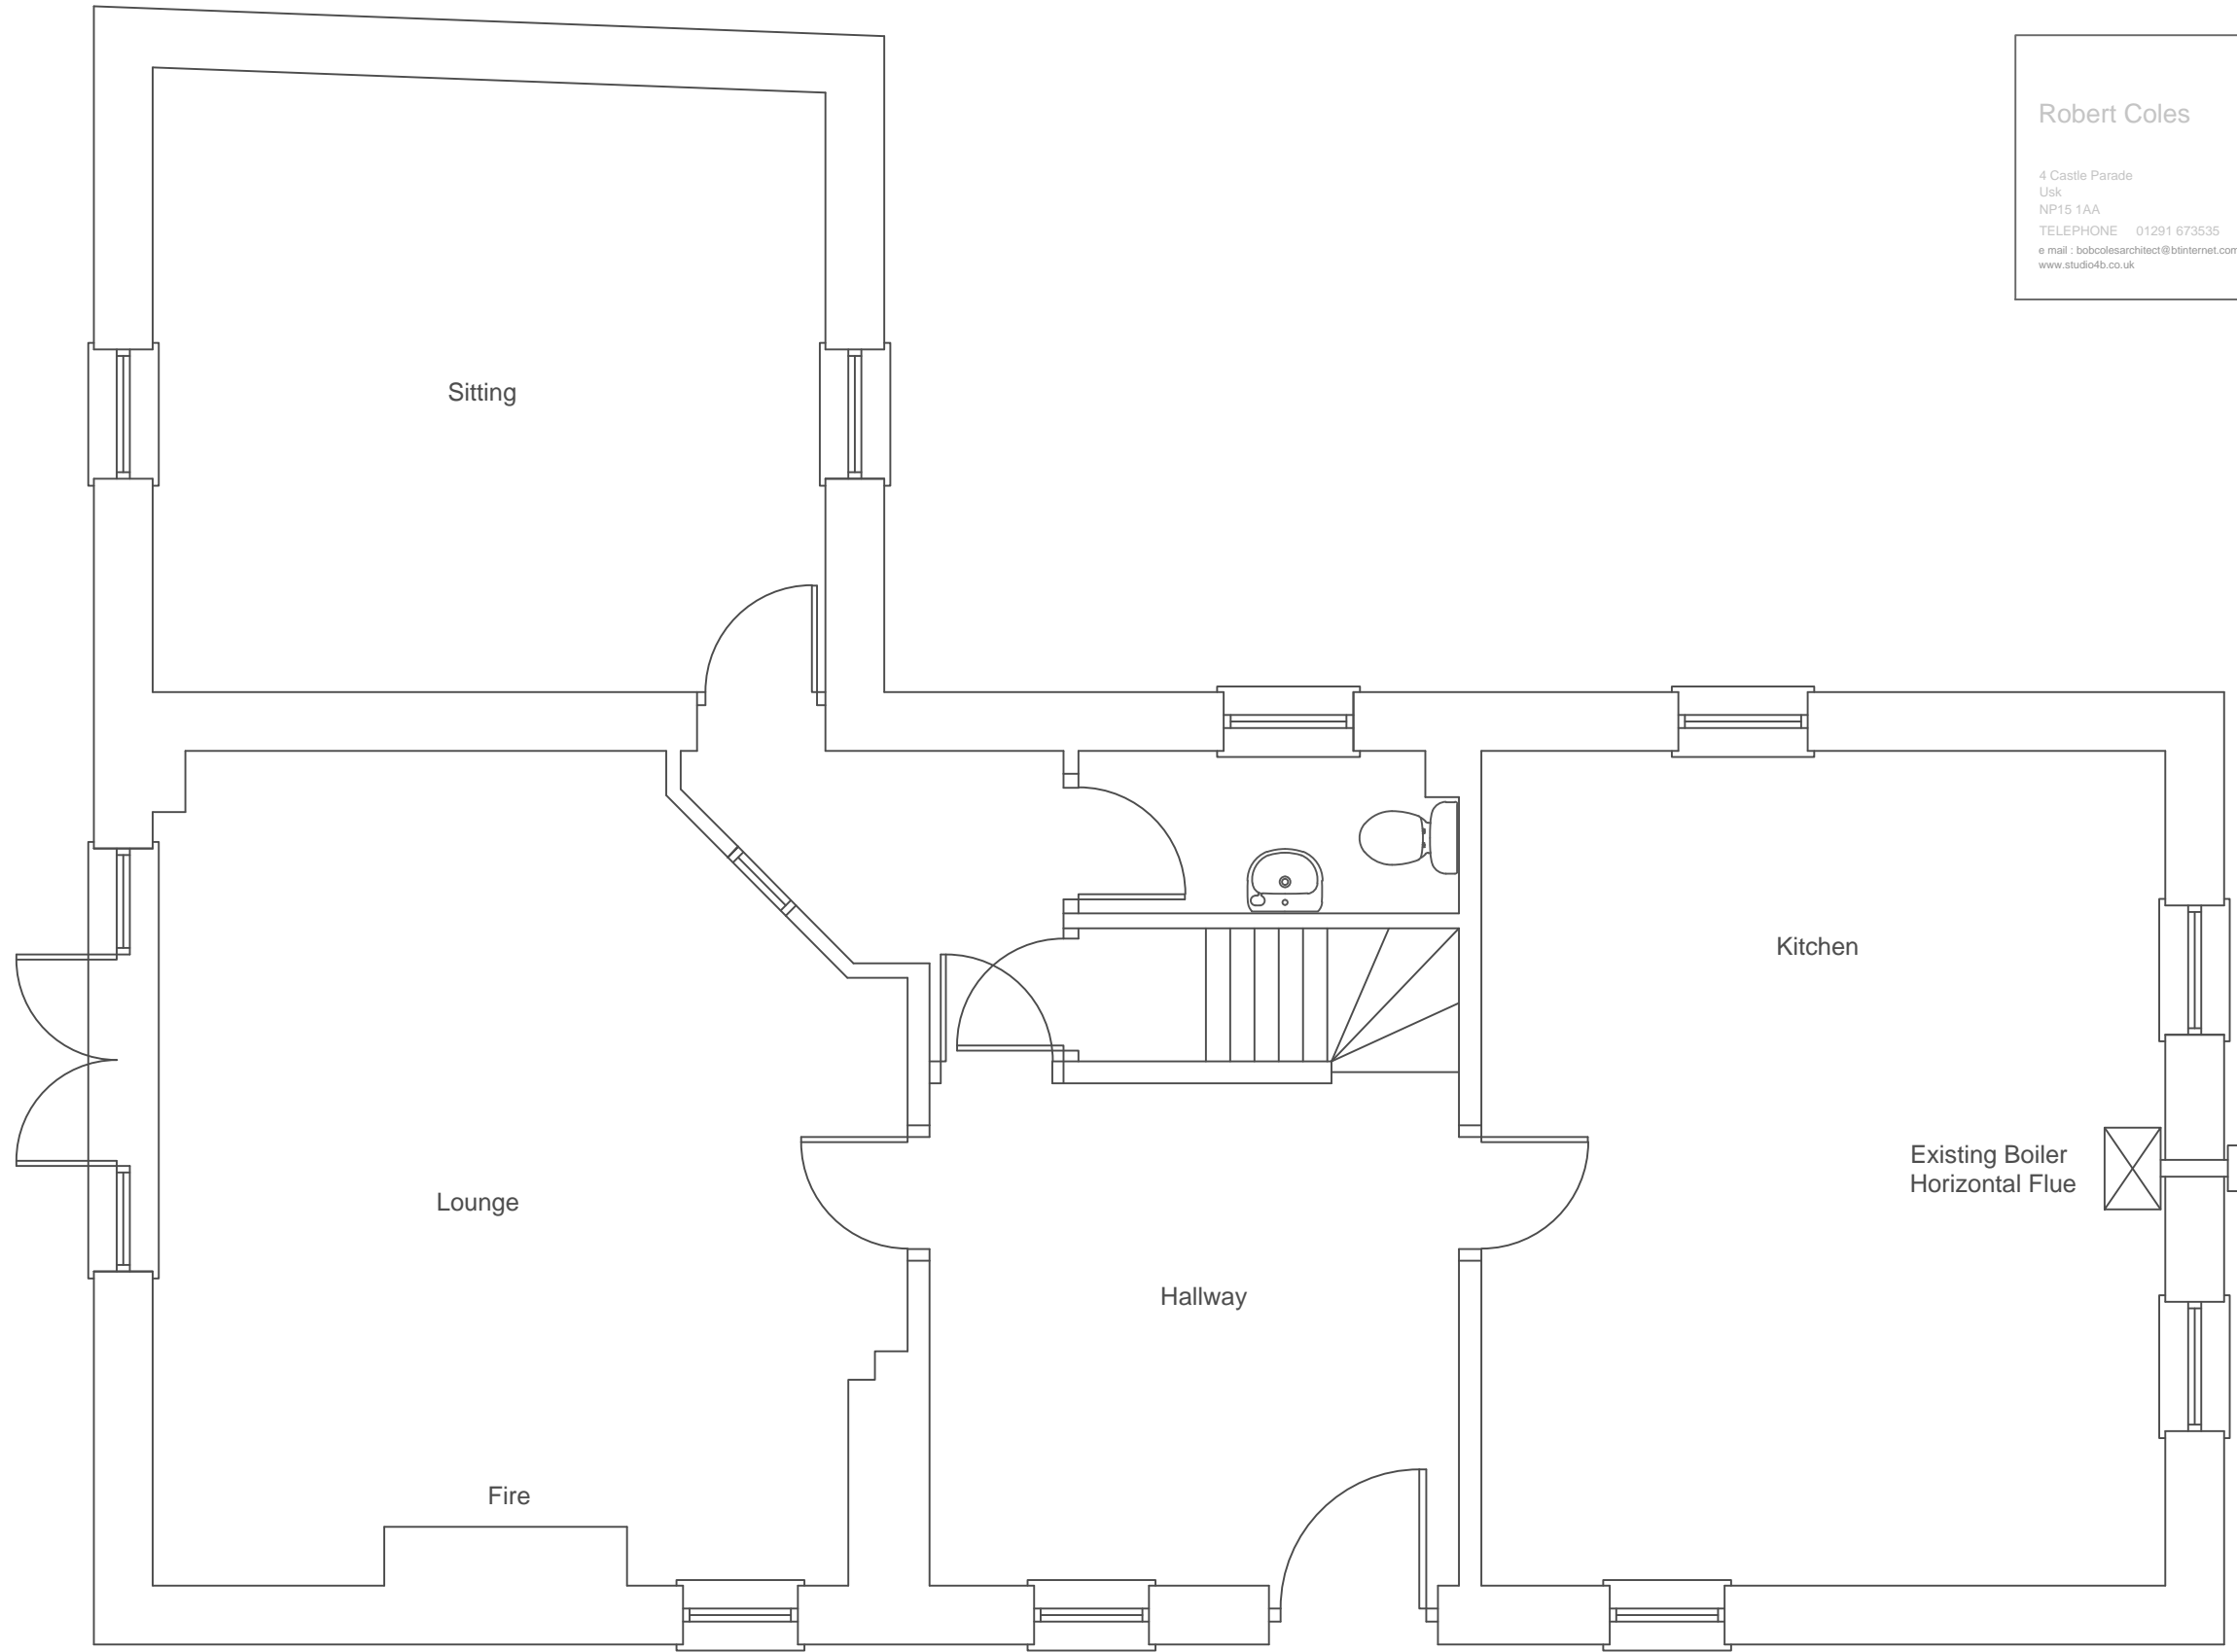 Robert Coles
4 Castle Parade
Usk
NP15 1AA
TELEPHONE 01291 673535
e mail : bobcolesarchitect@btinternet.com
www.studio4b.co.uk
Sitting
Kitchen
Existing Boiler
Horizontal Flue
Lounge
Hallway
Fire